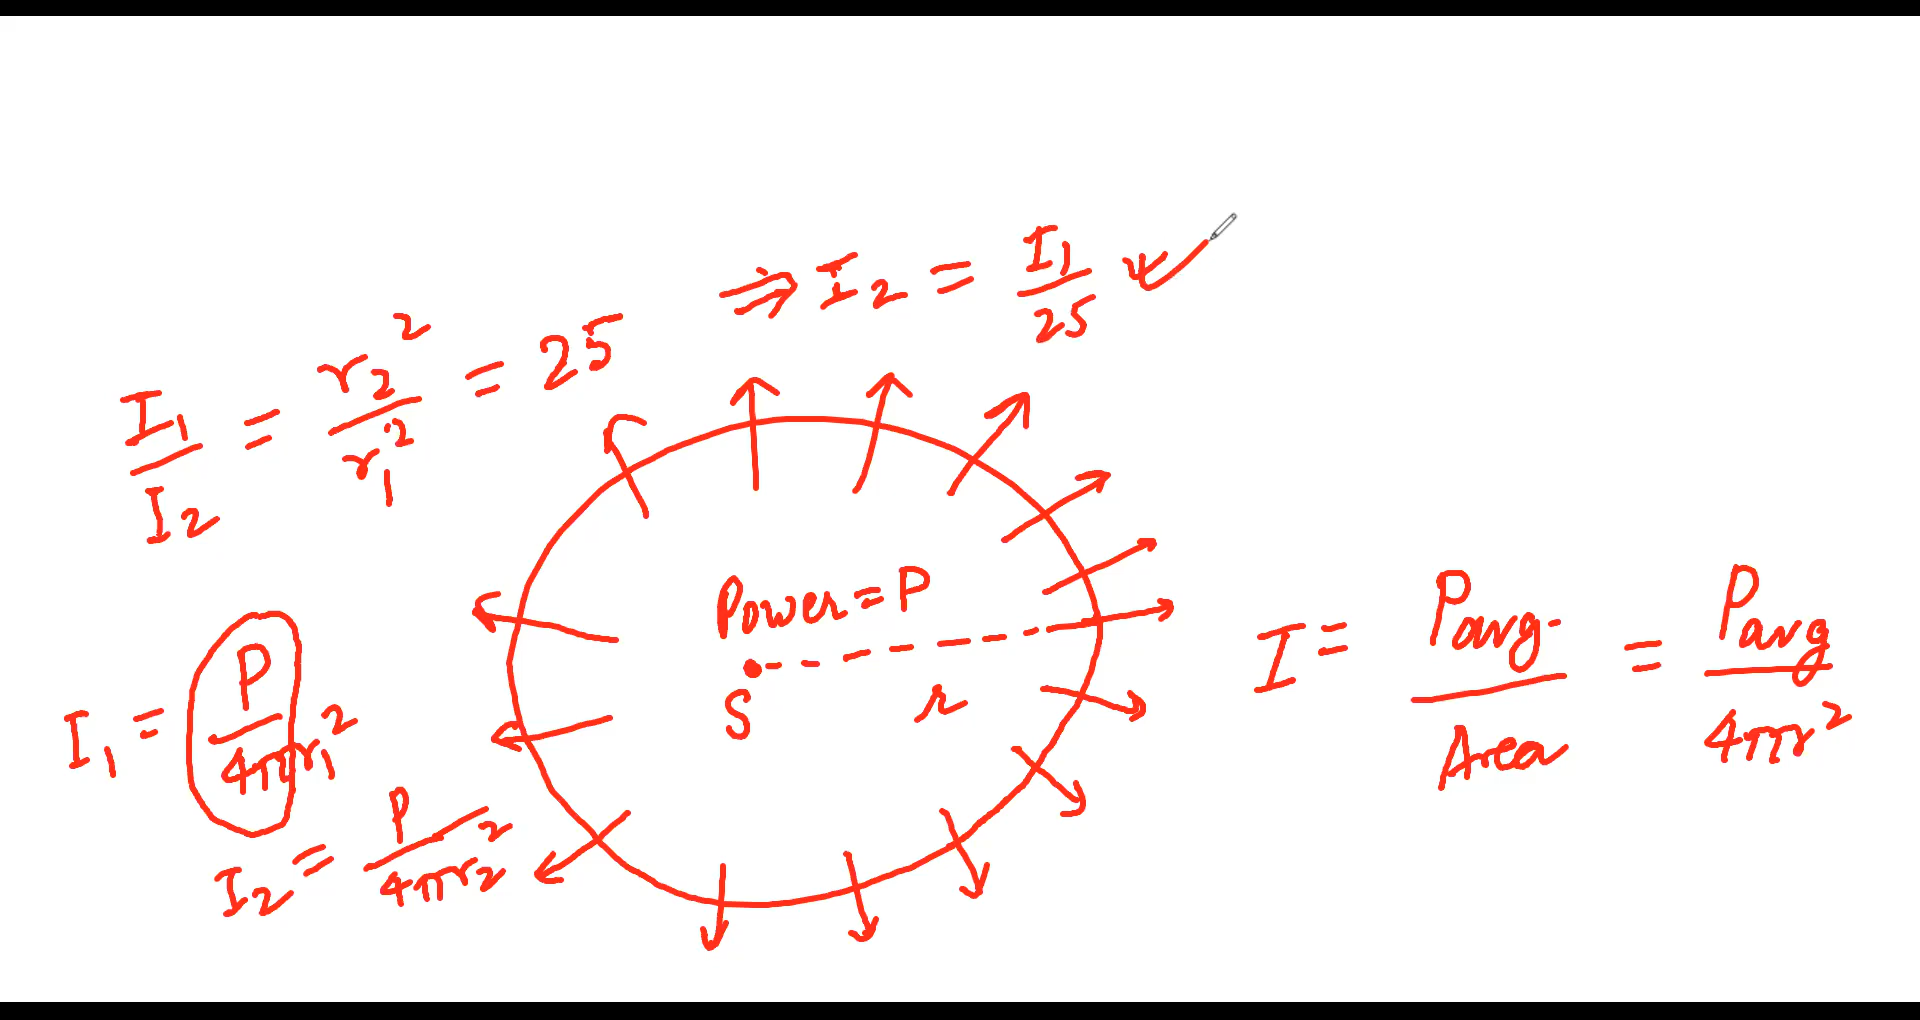 I₁/I₂ = r₂²/r₁² = 25 ⇒ I₂ = I₁/25
Power = P
S
r
I = Pavg./Area = Pavg/4πr²
I₁ = P/4πr₁²
I₂ = P/4πr₂²